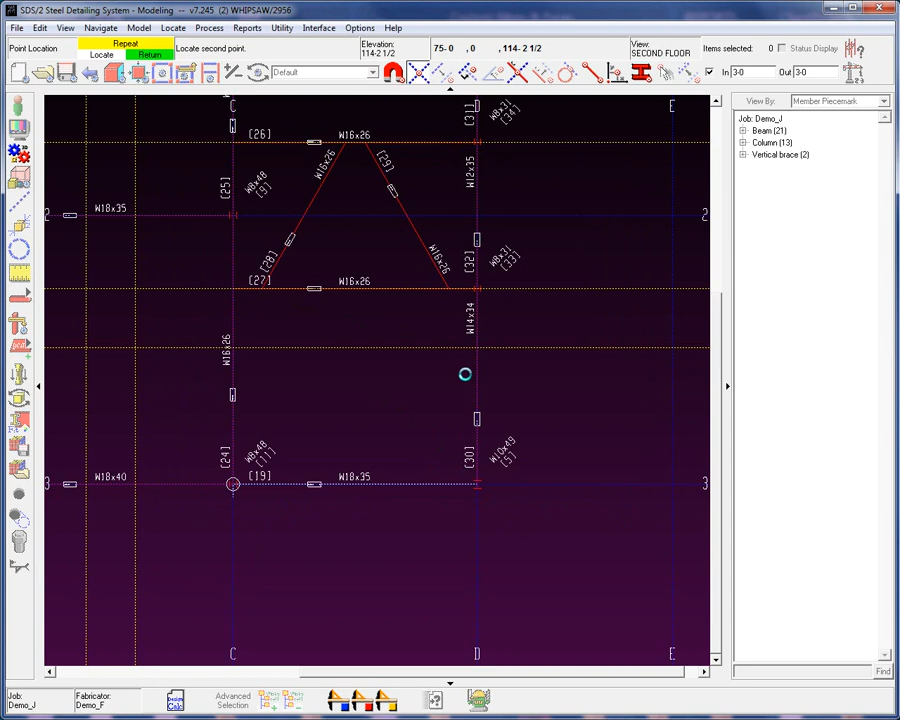 SDS/2 Steel Detailing System - Modeling -- v7.245 (2) WHIPSAW/2956
File Edit View Navigate Model Locate Process Reports Utility Interface Options Help
Point Location
Repeat
Locate
Return
Locate second point.
Elevation:
114-2 1/2
75- 0 , 0 , 114- 2 1/2
View:
SECOND FLOOR
Items selected: 0
Status Display
Default
In 3-0
Out 3-0
C
D
E
[26]
W16x26
[31]
W8x31
[34]
W16x26
[29]
W12x35
[25]
W8x48
[9]
2
W18x35
2
[28]
W16x26
[32]
W8x31
[33]
[27]
W16x26
W14x34
W16x26
[24]
W8x48
[11]
[30]
W10x49
[5]
3
W18x40
[19]
W18x35
3
C
D
E
View By:
Member Piecemark
Job: Demo_J
Beam (21)
Column (13)
Vertical brace (2)
Find
Job:
Demo_J
Fabricator:
Demo_F
Design
Calc
Advanced
Selection